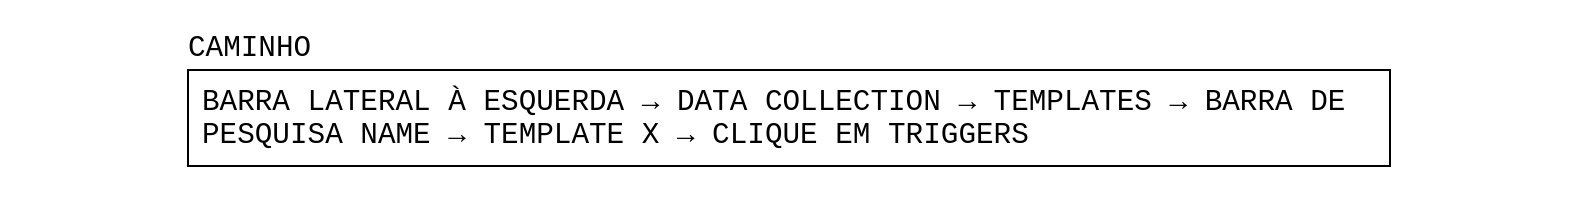 CAMINHO
BARRA LATERAL À ESQUERDA → DATA COLLECTION → TEMPLATES → BARRA DE
PESQUISA NAME → TEMPLATE X → CLIQUE EM TRIGGERS